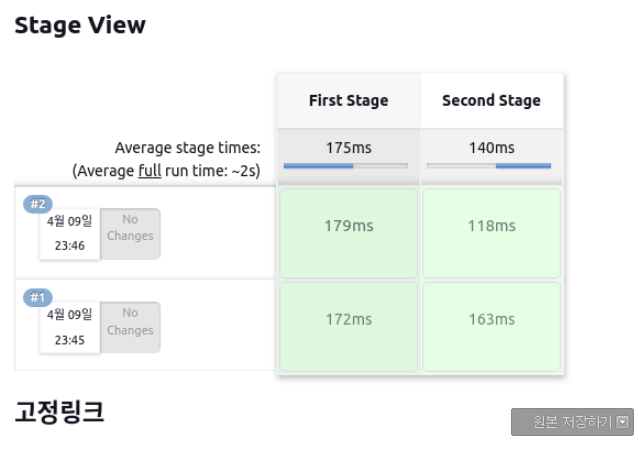 Stage View
First Stage
Second Stage
Average stage times:
175ms
140ms
(Average full run time: ~2s)
#2
4월 09일
23:46
No
Changes
179ms
118ms
#1
4월 09일
23:45
No
Changes
172ms
163ms
고정링크
원본 저장하기